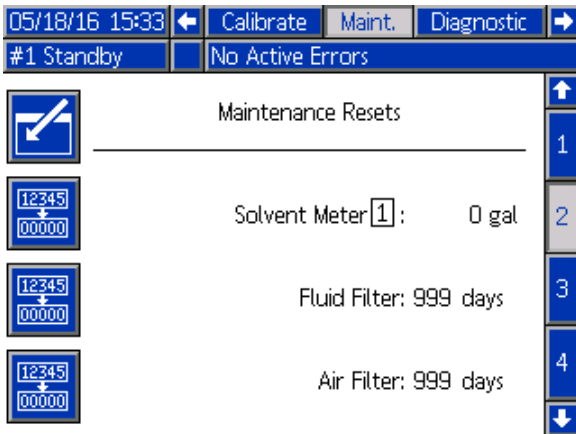 05/18/16 15:33 Calibrate Maint. Diagnostic
#1 Standby No Active Errors
Maintenance Resets
1
12345
00000
Solvent Meter 1 : 0 gal
2
12345
00000
Fluid Filter: 999 days
3
12345
00000
Air Filter: 999 days
4